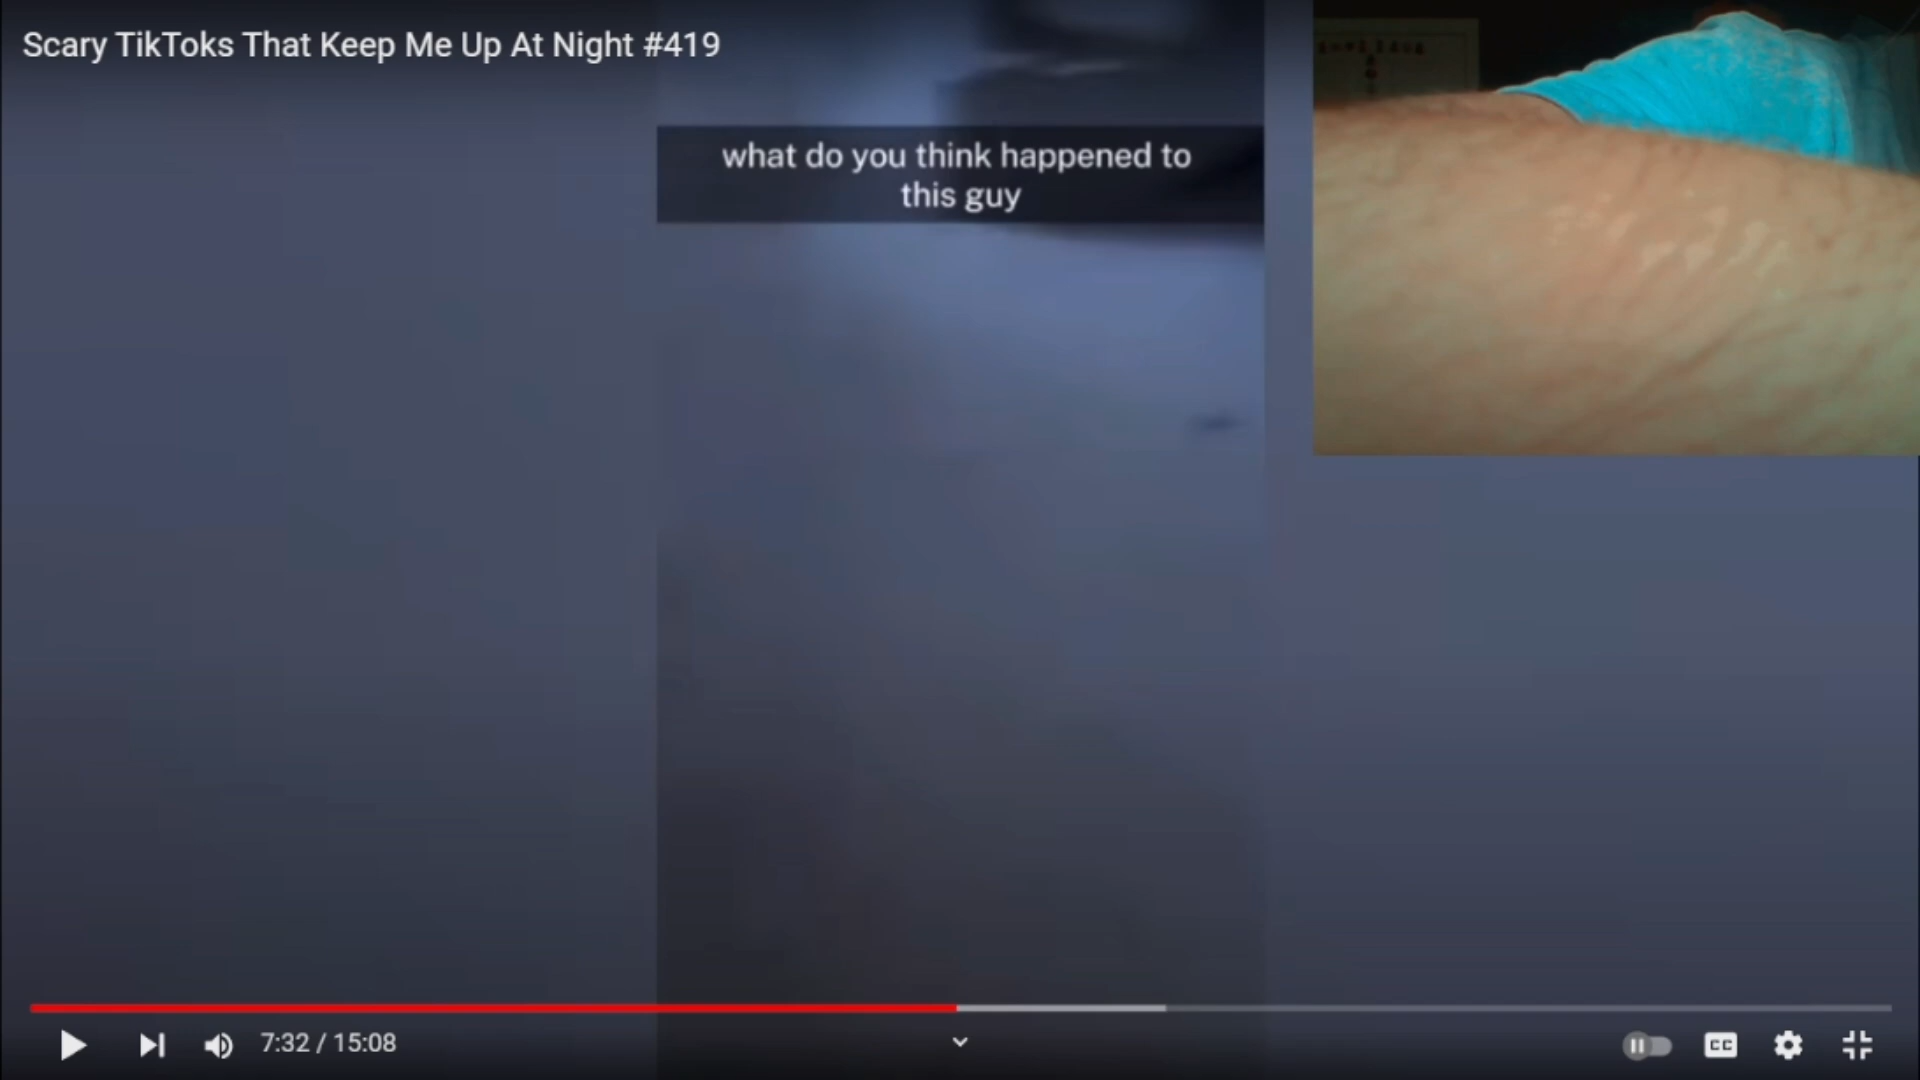 Scary TikToks That Keep Me Up At Night #419
what do you think happened to
this guy
7:32 / 15:08
CC